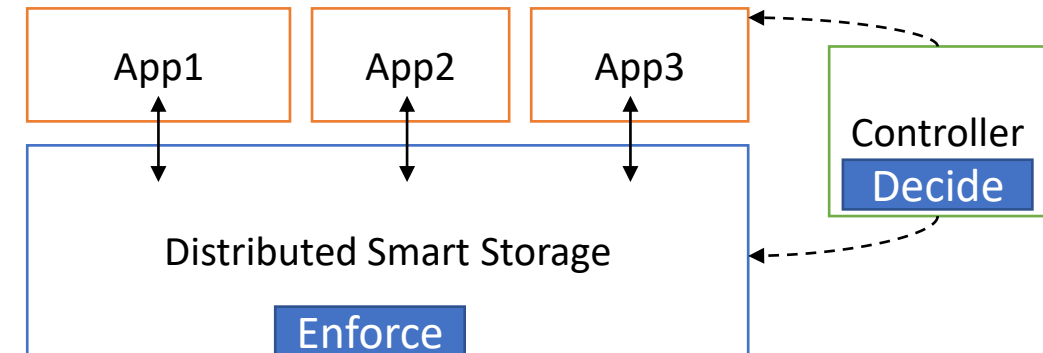 App1
App2
App3
Controller
Decide
Distributed Smart Storage
Enforce